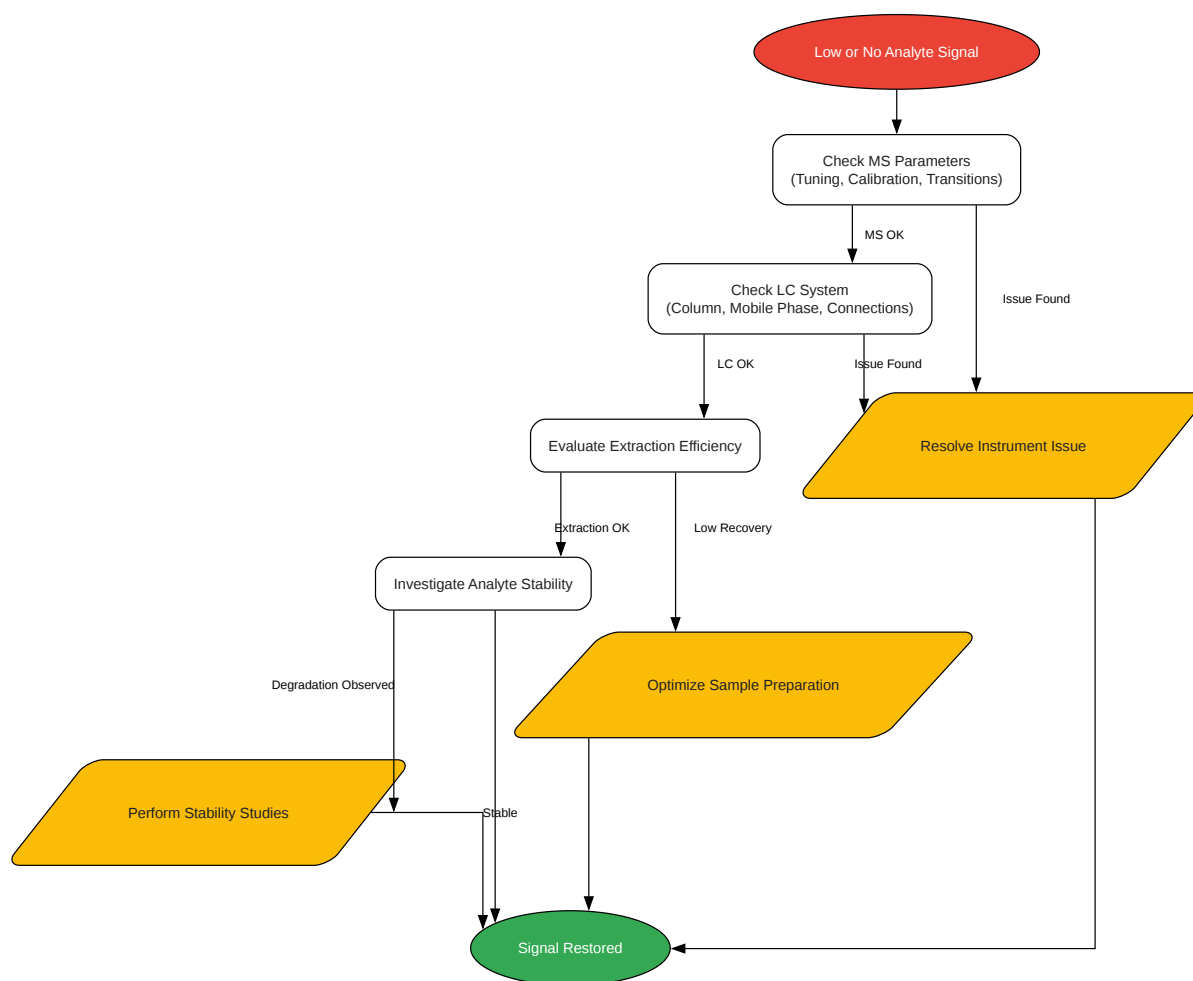 Low or No Analyte Signal
Check MS Parameters
(Tuning, Calibration, Transitions)
MS OK
Check LC System
(Column, Mobile Phase, Connections)
Issue Found
LC OK
Issue Found
Evaluate Extraction Efficiency
Resolve Instrument Issue
Extraction OK
Low Recovery
Investigate Analyte Stability
Degradation Observed
Optimize Sample Preparation
Perform Stability Studies
Stable
Signal Restored